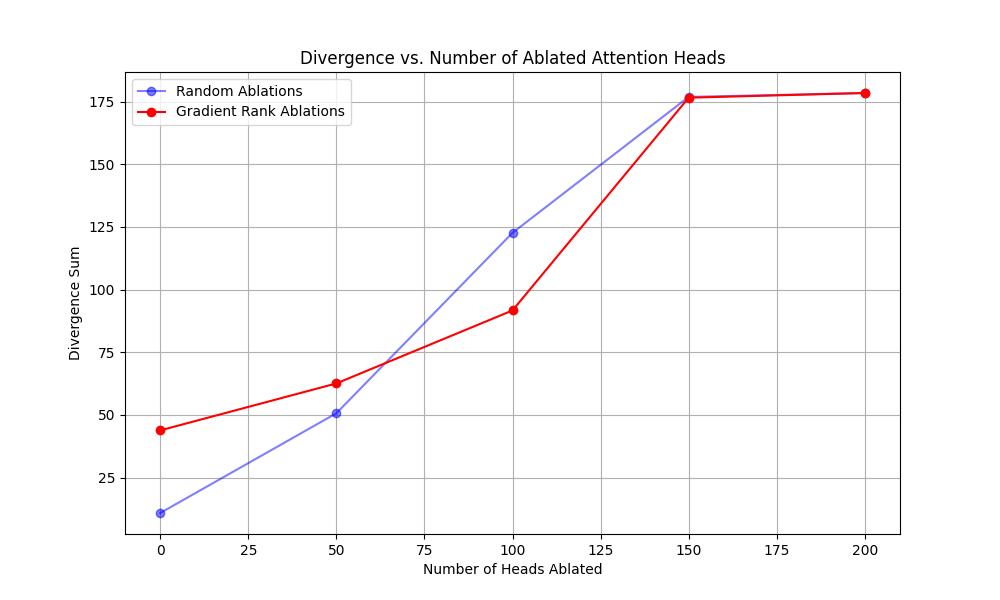 Divergence vs. Number of Ablated Attention Heads
Random Ablations
Gradient Rank Ablations
175
150
125
100
75
50
25
Divergence Sum
0 25 50 75 100 125 150 175 200
Number of Heads Ablated